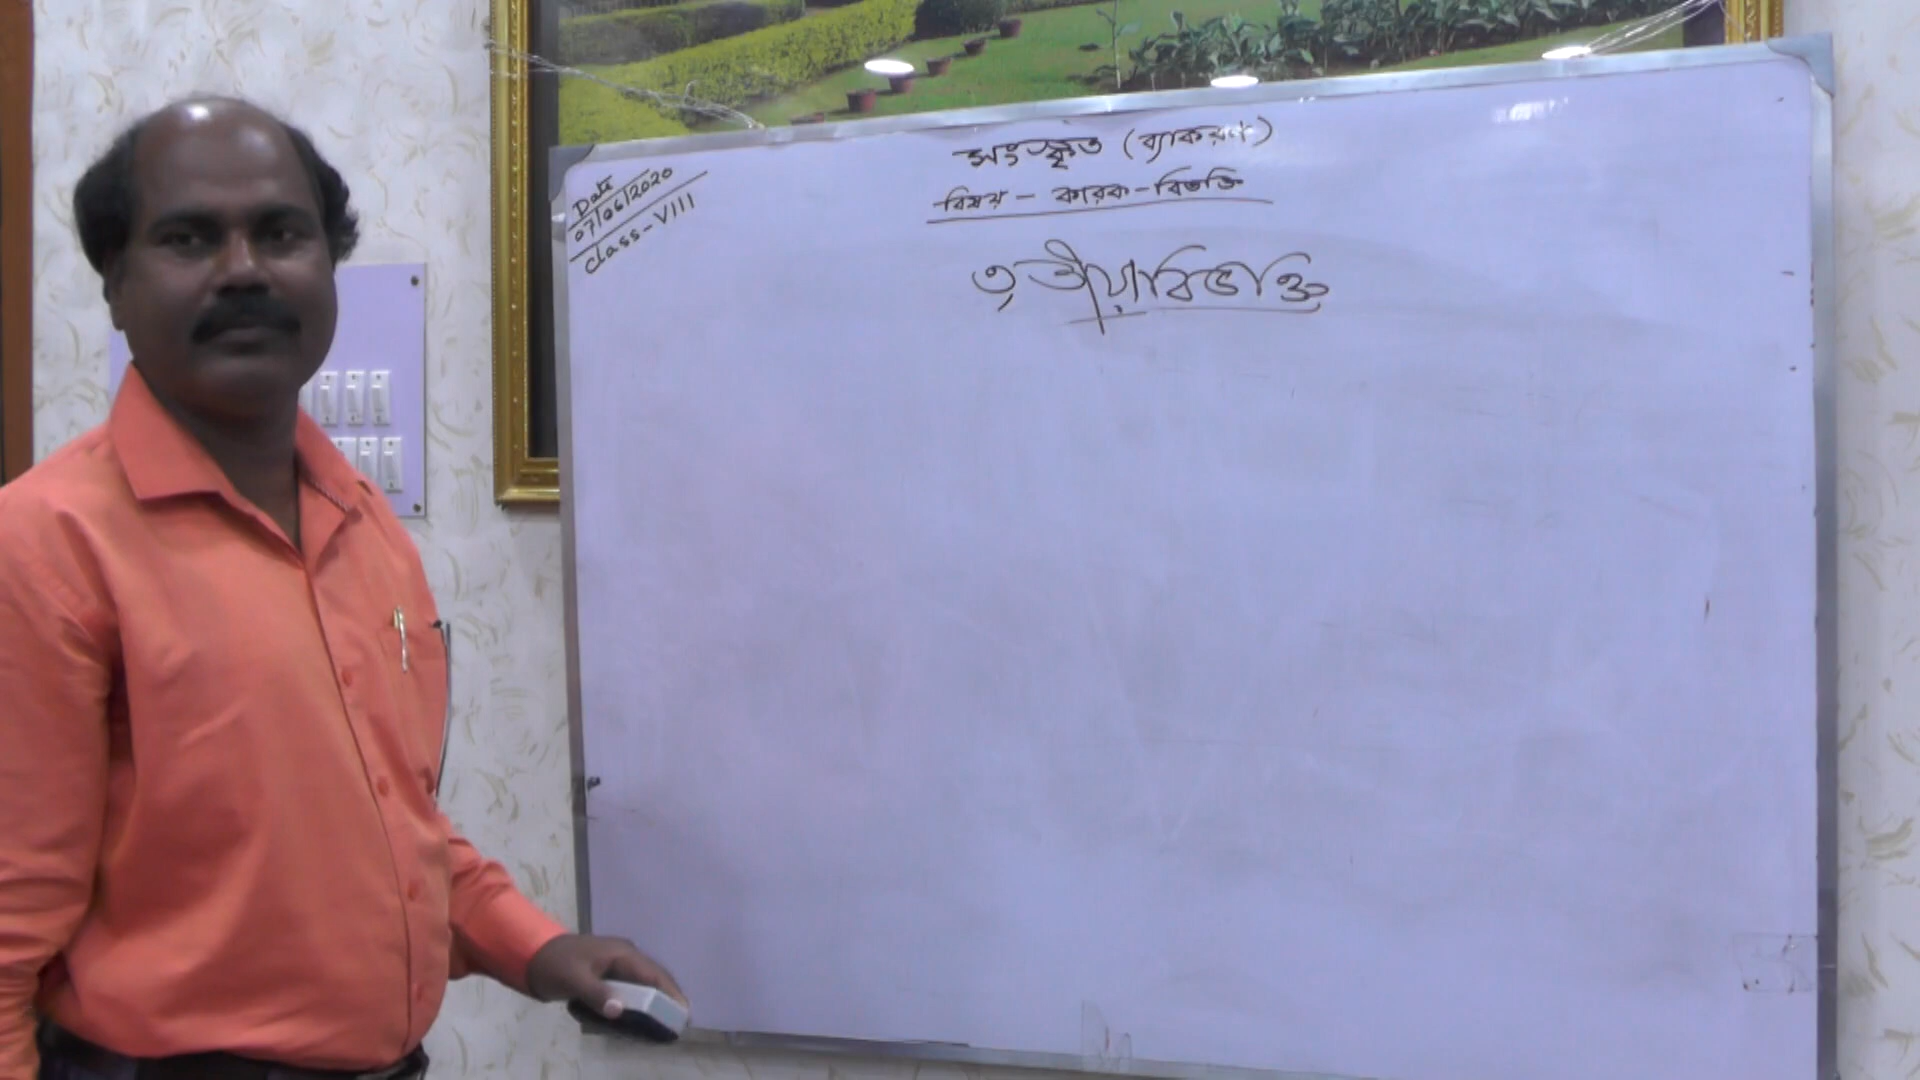 Date
07/06/2020
Class-VIII
সংস্কৃত (ব্যাকরণ)
বিষয় - কারক-বিভক্তি
তৃতীয়া বিভক্তি